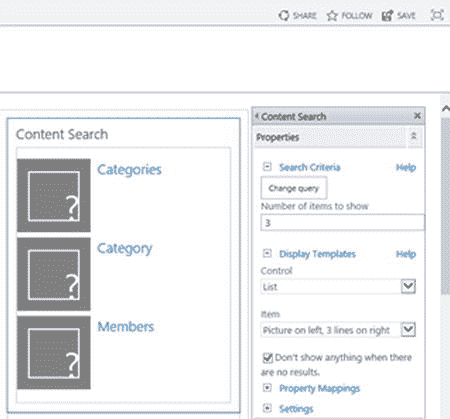 SHARE FOLLOW SAVE
Content Search
Categories
Category
Members
Content Search
Properties
Search Criteria Help
Change query
Number of items to show
3
Display Templates Help
Control
List
Item
Picture on left, 3 lines on right
Don't show anything when there
are no results.
Property Mappings
Settings